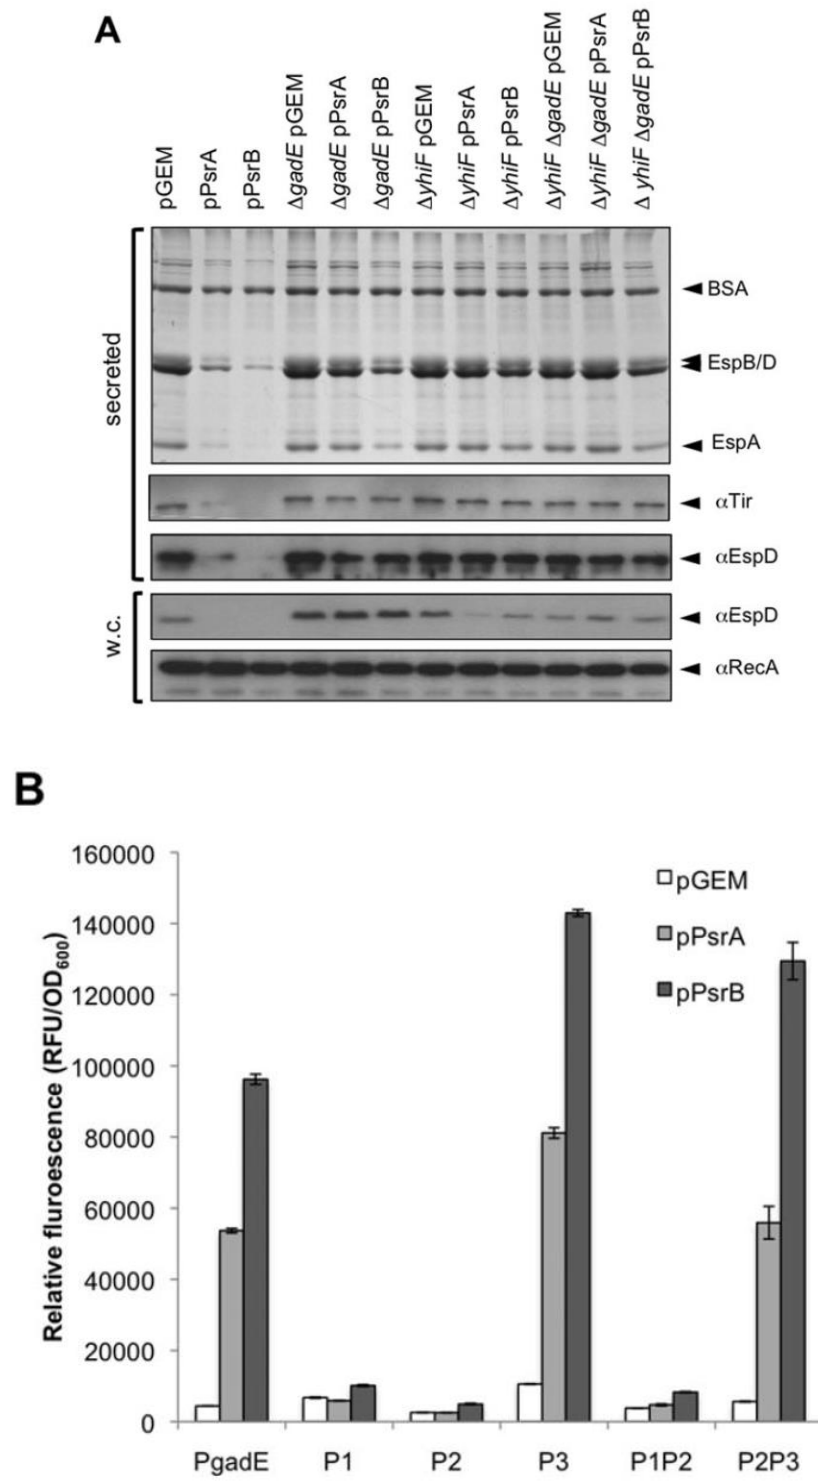 A
pGEM
pPsrA
pPsrB
ΔgadE pGEM
ΔgadE pPsrA
ΔgadE pPsrB
ΔyhiF pGEM
ΔyhiF pPsrA
ΔyhiF pPsrB
ΔyhiF ΔgadE pGEM
ΔyhiF ΔgadE pPsrA
Δ yhiF ΔgadE pPsrB
secreted
BSA
EspB/D
EspA
αTir
αEspD
w.c.
αEspD
αRecA
B
Relative fluroescence (RFU/OD600)
160000
140000
120000
100000
80000
60000
40000
20000
0
pGEM
pPsrA
pPsrB
PgadE P1 P2 P3 P1P2 P2P3